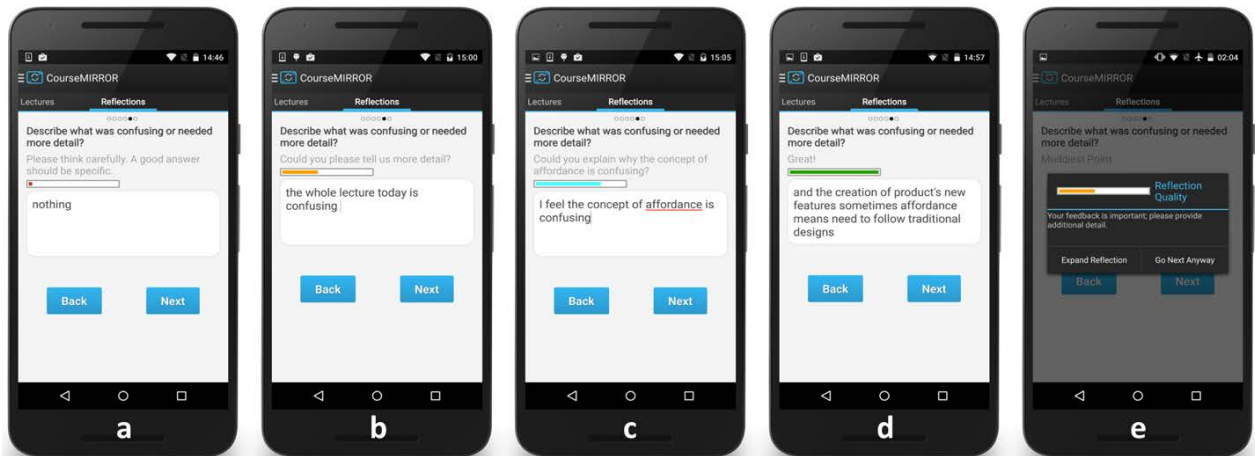 14:46
CourseMIRROR
Lectures Reflections
Describe what was confusing or needed
more detail?
Please think carefully. A good answer
should be specific.
nothing
Back Next
a
15:00
CourseMIRROR
Lectures Reflections
Describe what was confusing or needed
more detail?
Could you please tell us more detail?
the whole lecture today is
confusing
Back Next
b
15:05
CourseMIRROR
Lectures Reflections
Describe what was confusing or needed
more detail?
Could you explain why the concept of
affordance is confusing?
I feel the concept of affordance is
confusing
Back Next
c
14:57
CourseMIRROR
Lectures Reflections
Describe what was confusing or needed
more detail?
Great!
and the creation of product's new
features sometimes affordance
means need to follow traditional
designs
Back Next
d
02:04
CourseMIRROR
Lectures Reflections
Describe what was confusing or needed
more detail?
Muddiest Point
Reflection
Quality
Your feedback is important; please provide
additional detail.
Expand Reflection Go Next Anyway
Back Next
e